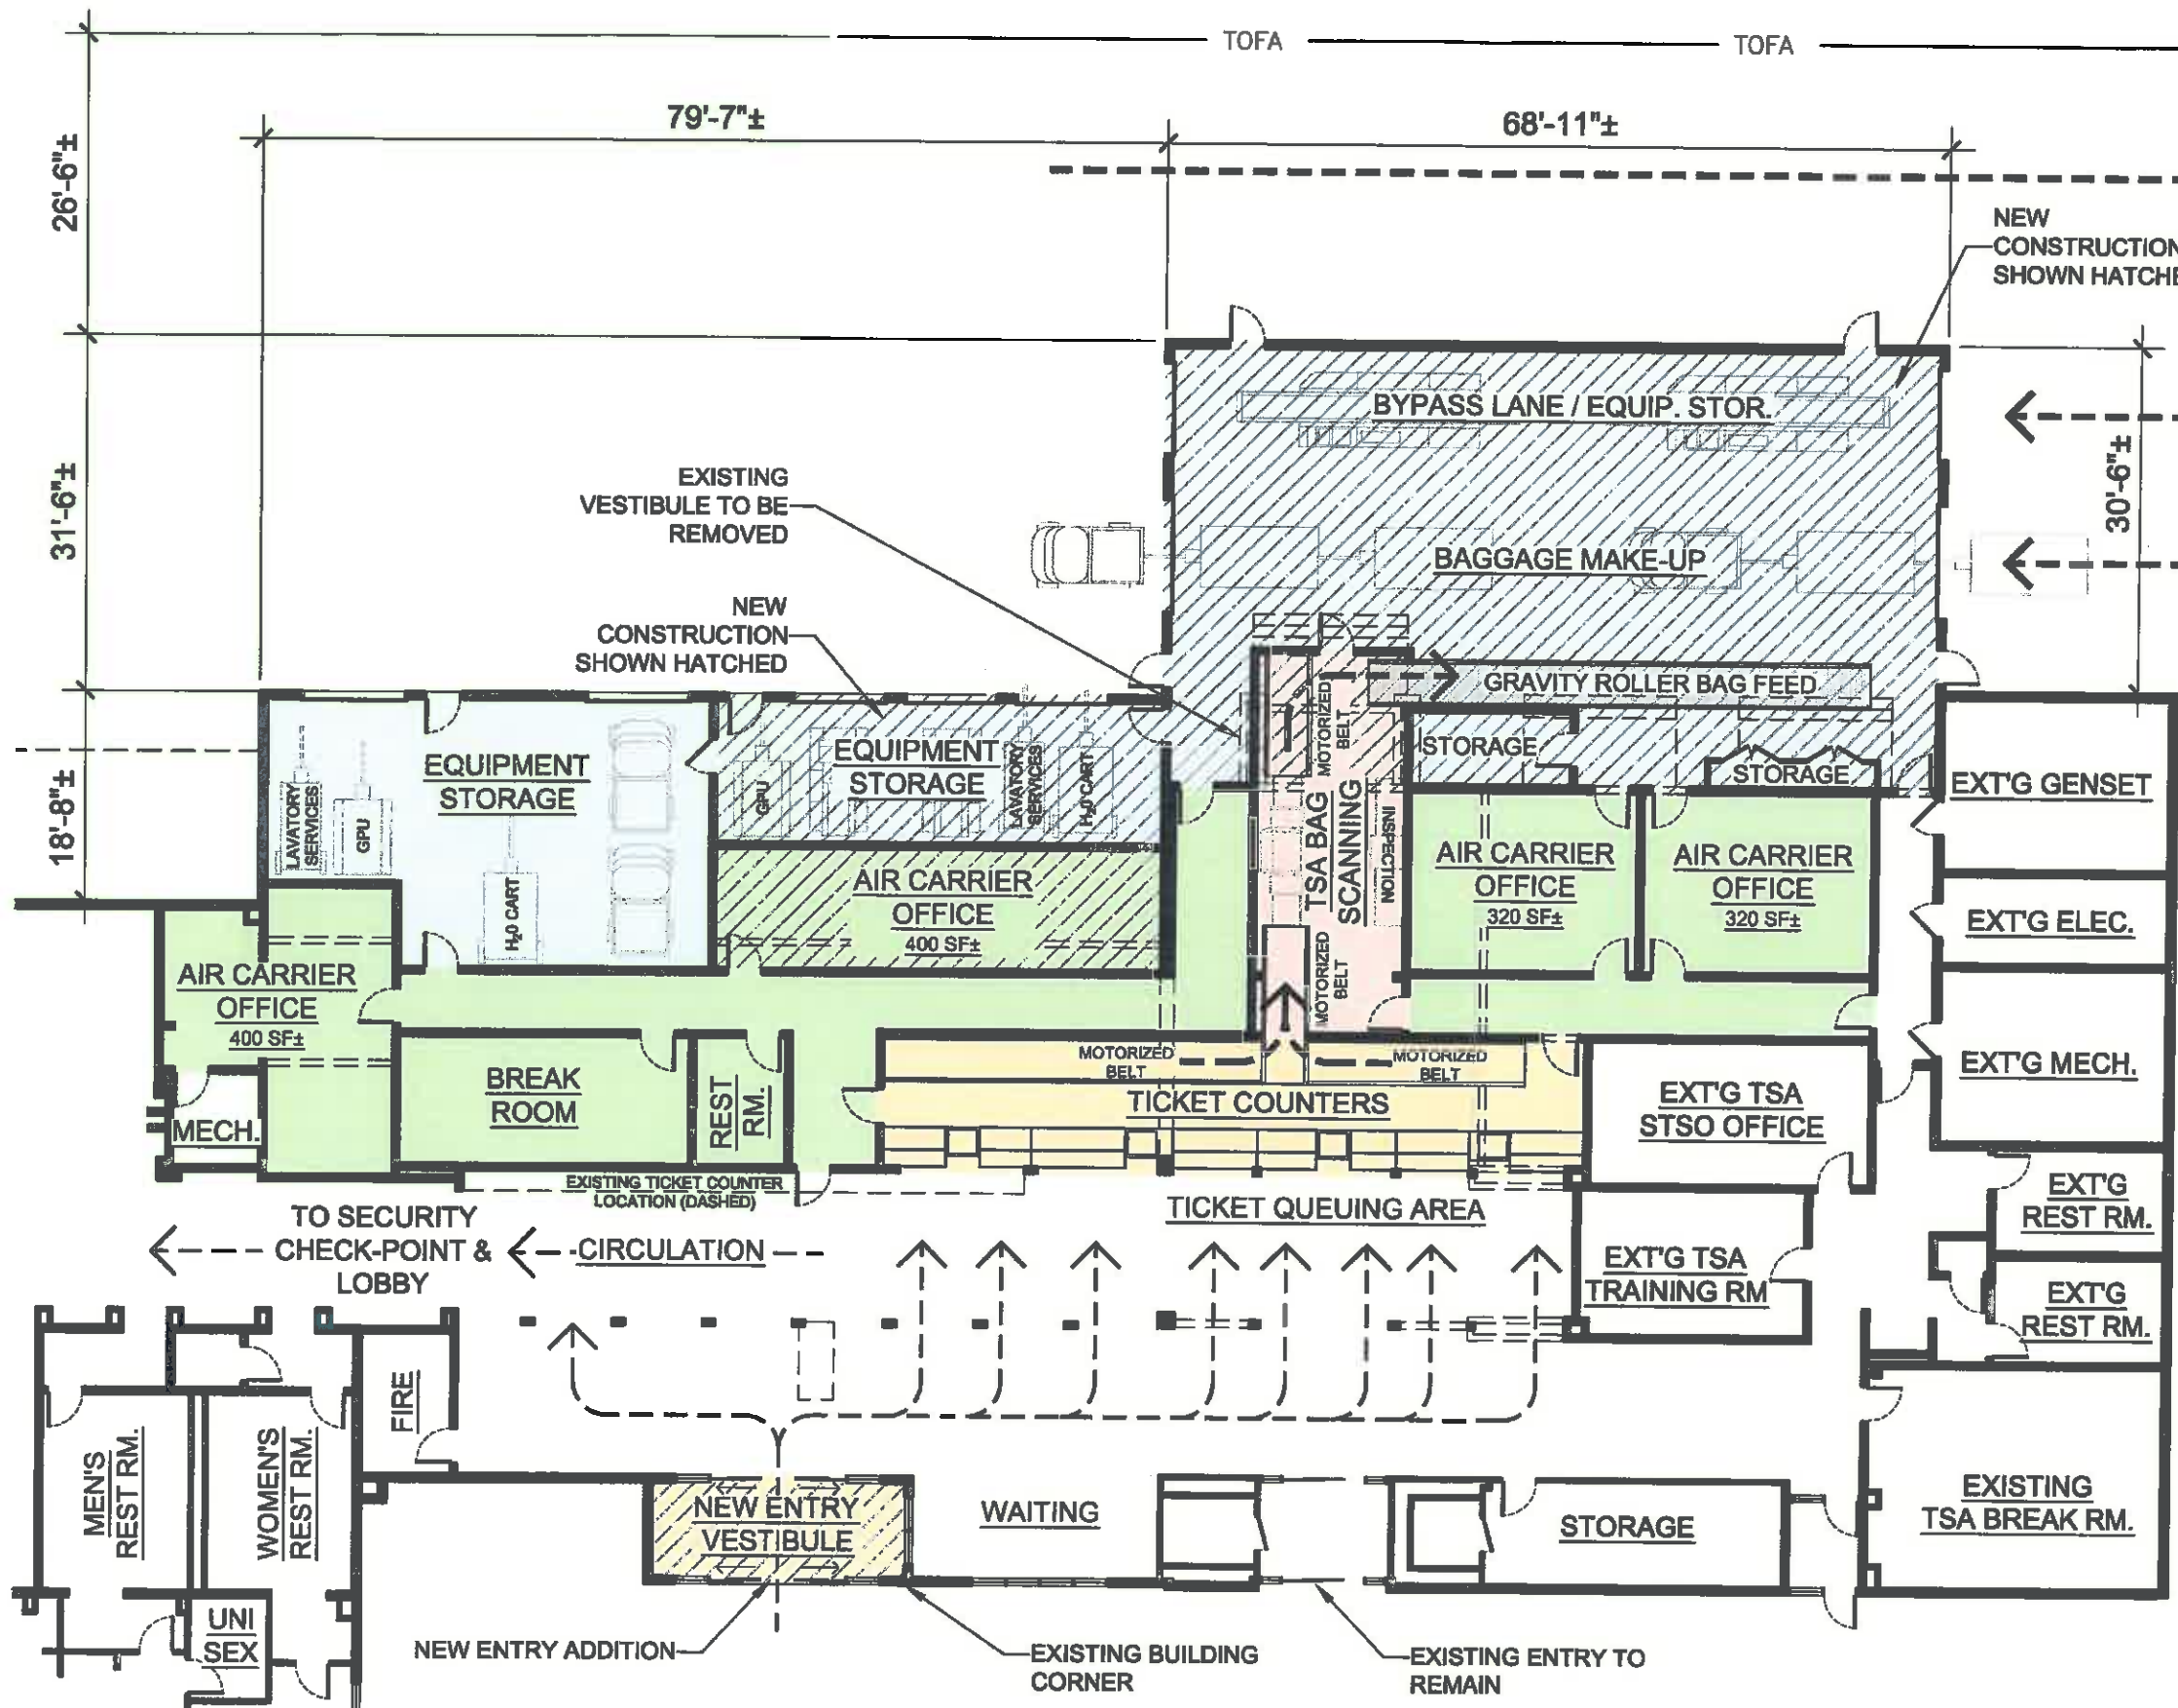 TOFA
TOFA
79'-7"±
68'-11"±
26'-6"±
NEW
CONSTRUCTION
SHOWN
BYPASS LANE / EQUIP. STOR.
31'-6"±
30'-6"±
EXISTING
VESTIBULE TO BE
REMOVED
BAGGAGE MAKE-UP
NEW
CONSTRUCTION
SHOWN HATCHED
GRAVITY ROLLER BAG FEED
18'-8"±
EQUIPMENT
STORAGE
LAVATORY
SERVICES
GPU
H20 CART
EQUIPMENT
STORAGE
GPU
LAVATORY
SERVICES
H20 CART
MOTORIZED
BELT
TSA BAG
SCANNING
INSPECTION
MOTORIZED
BELT
STORAGE
STORAGE
EXT'G GENSET
AIR CARRIER
OFFICE
400 SF±
AIR CARRIER
OFFICE
320 SF±
AIR CARRIER
OFFICE
320 SF±
EXT'G ELEC.
AIR CARRIER
OFFICE
400 SF±
MECH.
BREAK
ROOM
REST
RM.
MOTORIZED
BELT
MOTORIZED
BELT
TICKET COUNTERS
EXT'G TSA
STSO OFFICE
EXT'G MECH.
EXISTING TICKET COUNTER
LOCATION (DASHED)
TICKET QUEUING AREA
TO SECURITY
CHECK-POINT &
LOBBY
CIRCULATION
EXT'G TSA
TRAINING RM
EXT'G
REST RM.
EXT'G
REST RM.
FIRE
MEN'S
REST RM.
WOMEN'S
REST RM.
UNI
SEX
NEW ENTRY
VESTIBULE
WAITING
STORAGE
EXISTING
TSA BREAK RM.
NEW ENTRY ADDITION
EXISTING BUILDING
CORNER
EXISTING ENTRY TO
REMAIN